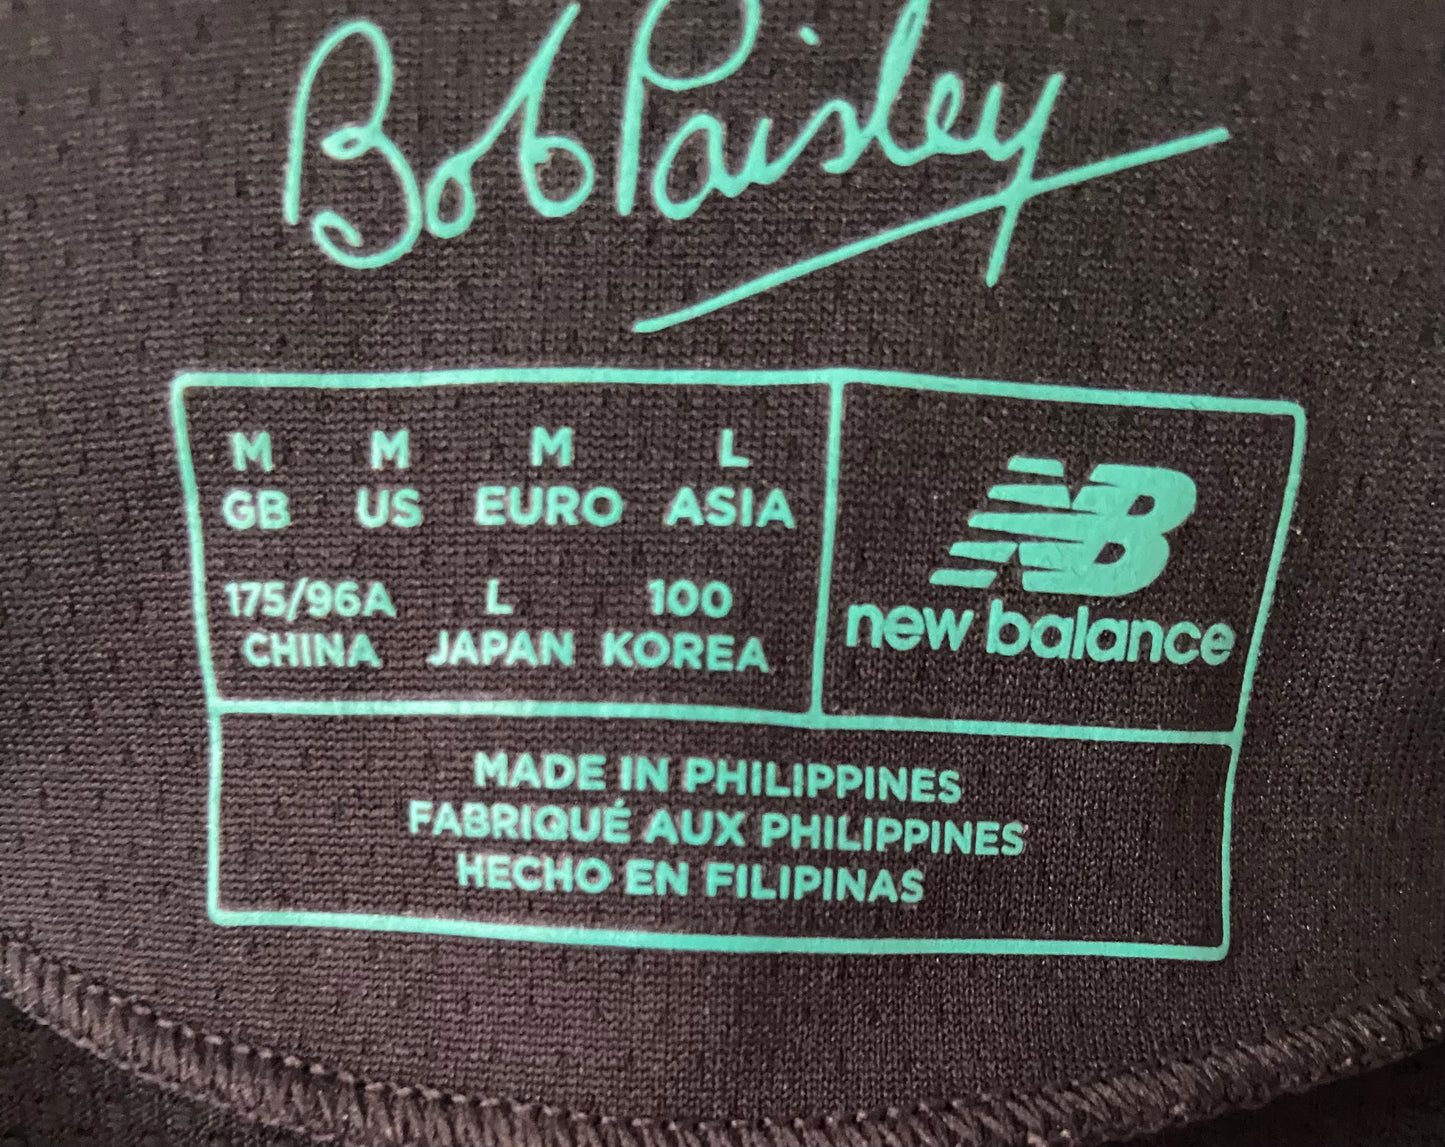 Bob Paisley
M M M L
GB US EURO ASIA
175/96A L 100
CHINA JAPAN KOREA
NB
new balance
MADE IN PHILIPPINES
FABRIQUÉ AUX PHILIPPINES
HECHO EN FILIPINAS